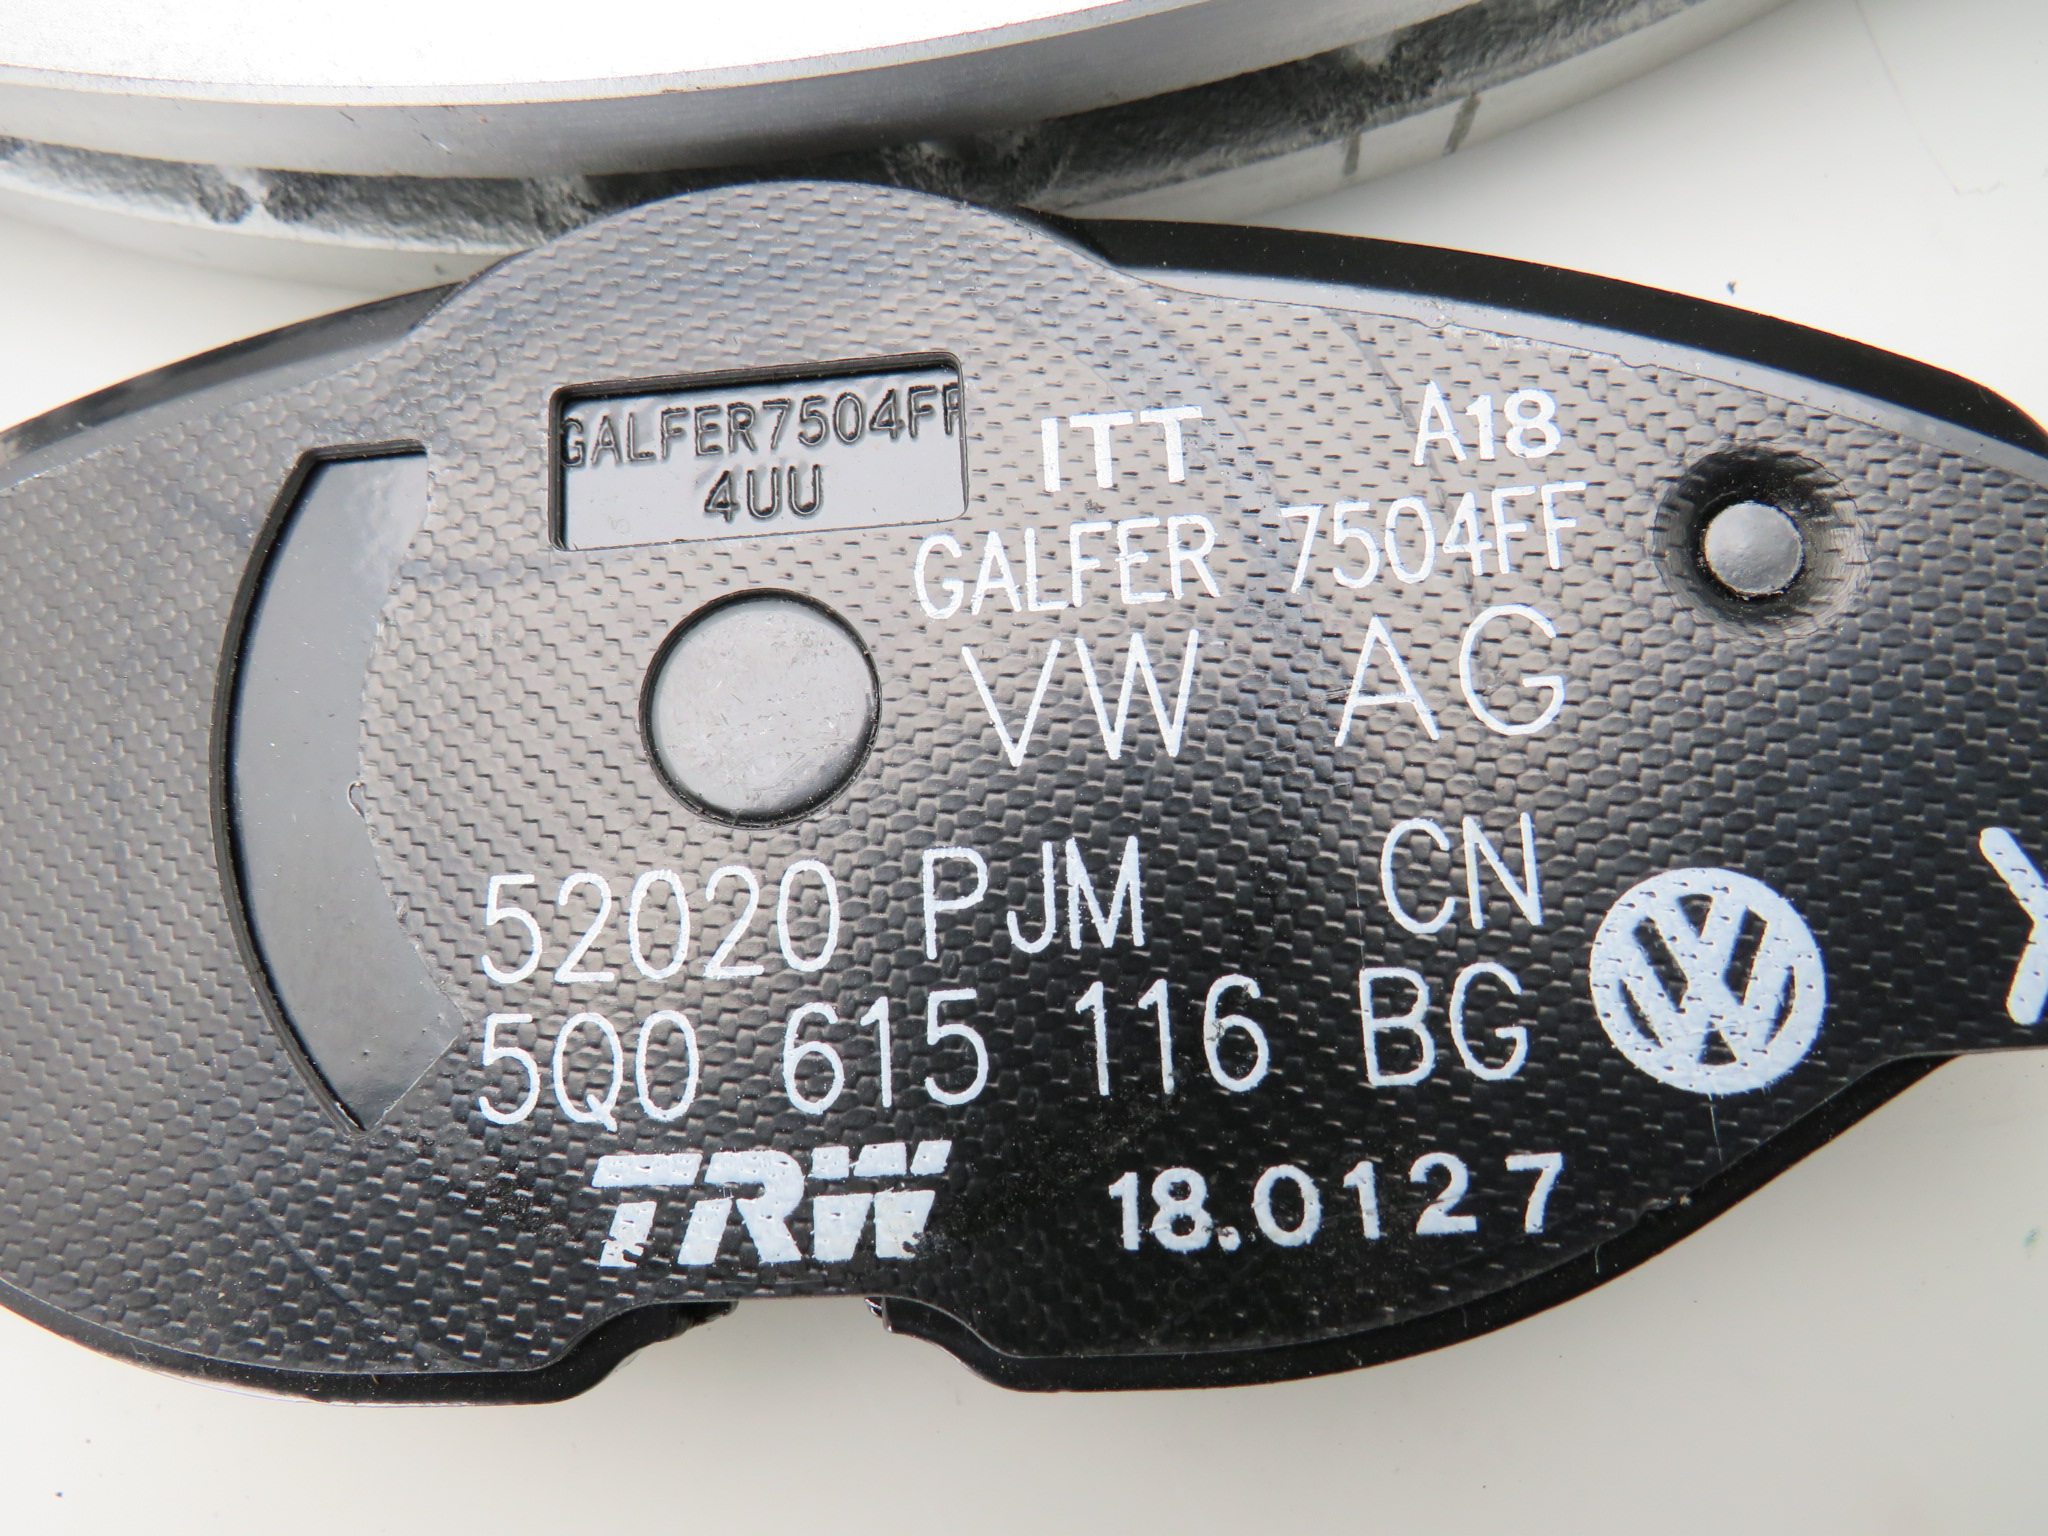 GALFER7504FF
4UU
ITT A18
GALFER 7504FF
VW AG
52020 PJM CN
5Q0 615 116 BG
TRW 18.0127